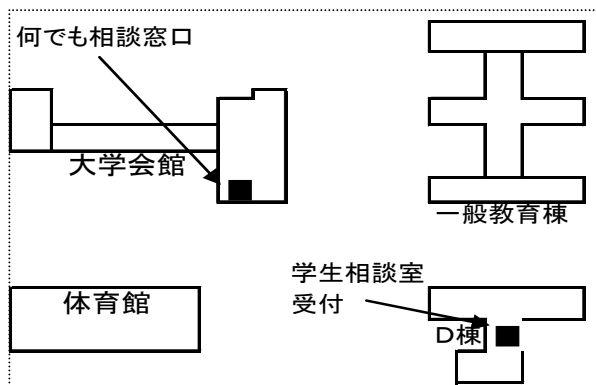 何でも相談窓口
大学会館
一般教育棟
体育館
学生相談室
受付
D棟